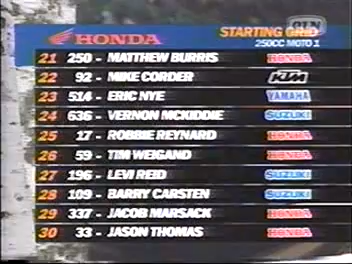 HONDA STARTING GRID
250CC MOTO 1
21 250 - MATTHEW BURRIS HONDA
22 92 - MIKE CORDER KTM
23 514 - ERIC NYE YAMAHA
24 636 - VERNON MCKIDDIE SUZUKI
25 17 - ROBBIE REYNARD HONDA
26 59 - TIM WEIGAND HONDA
27 196 - LEVI REID SUZUKI
28 109 - BARRY CARSTEN SUZUKI
29 337 - JACOB MARSACK HONDA
30 33 - JASON THOMAS HONDA